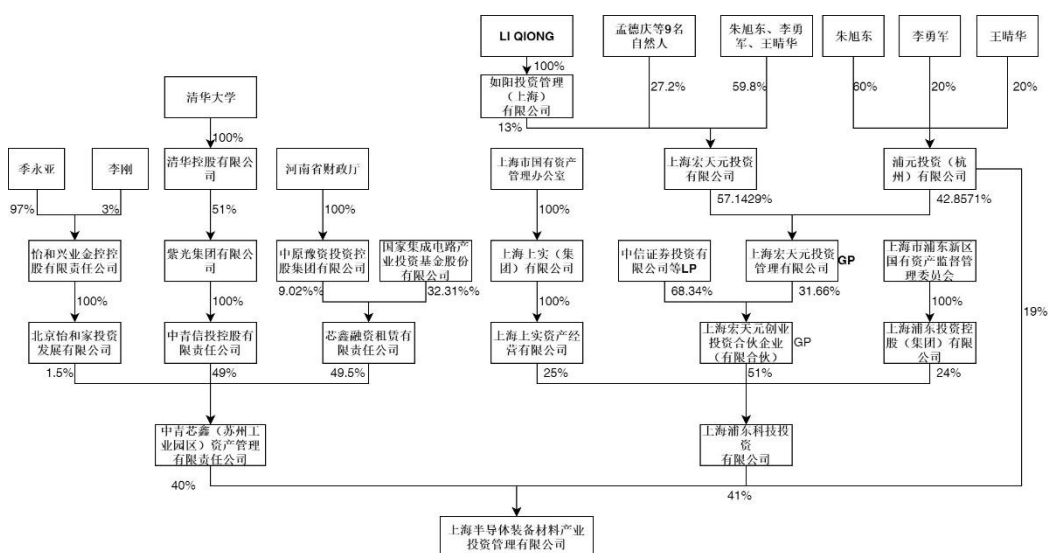 LI QIONG
孟德庆等9名
自然人
朱旭东、李勇
军、王晴华
朱旭东
李勇军
王晴华
100%
27.2%
59.8%
60%
20%
20%
如阳投资管理
（上海）
有限公司
清华大学
13%
100%
季永亚
李刚
清华控股有限公
司
河南省财政厅
上海市国有资产
管理办公室
上海宏天元投资
有限公司
浦元投资（杭
州）有限公司
97%
3%
51%
100%
100%
57.1429%
42.8571%
怡和兴业金控控
股有限责任公司
紫光集团有限公
司
中原豫资投资控
股集团有限公司
国家集成电路产
业投资基金股份
有限公司
上海上实（集
团）有限公司
中信证券投资有
限公司等LP
上海宏天元投资
管理有限公司
GP
上海市浦东新区
国有资产监督管
理委员会
100%
100%
9.02%%
32.31%%
100%
68.34%
31.66%
100%
19%
北京怡和家投资
发展有限公司
中青信投控股有
限责任公司
芯鑫融资租赁有
限责任公司
上海上实资产经
营有限公司
上海宏天元创业
投资合伙企业
（有限合伙）
GP
上海浦东投资控
股（集团）有限
公司
1.5%
49%
49.5%
25%
51%
24%
中青芯鑫（苏州工
业园区）资产管理
有限责任公司
上海浦东科技投
资
有限公司
40%
41%
上海半导体装备材料产业
投资管理有限公司